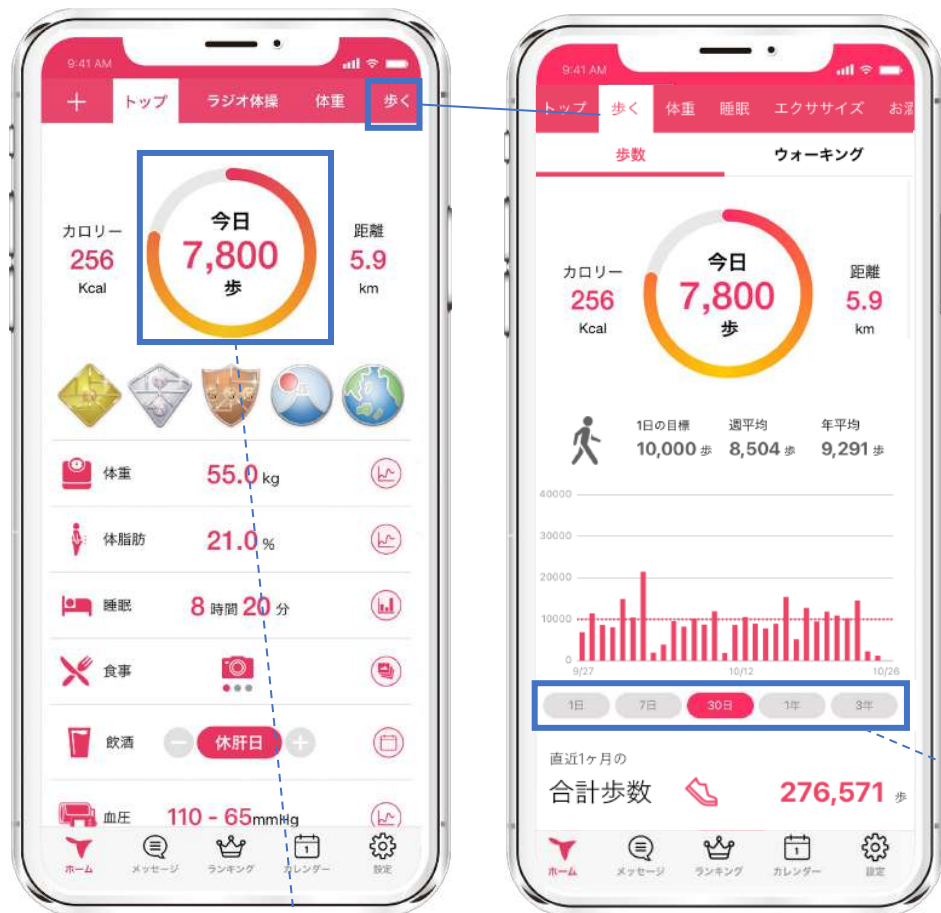 9:41 AM
＋ トップ ラジオ体操 体重 歩く
今日
7,800
歩
カロリー
256
Kcal
距離
5.9
km
体重 55.0 kg
体脂肪 21.0 %
睡眠 8 時間 20 分
食事
飲酒 － 休肝日 ＋
血圧 110 - 65mmHg
ホーム メッセージ ランキング カレンダー 設定
1
9:41 AM
トップ 歩く 体重 睡眠 エクササイズ お酒
歩数 ウォーキング
今日
7,800
歩
カロリー
256
Kcal
距離
5.9
km
1日の目標 週平均 年平均
10,000 歩 8,504 歩 9,291 歩
40000
30000
20000
10000
0
9/27 10/12 10/26
1日 7日 30日 1年 3年
直近1ヶ月の
合計歩数 276,571 歩
ホーム メッセージ ランキング カレンダー 設定
1